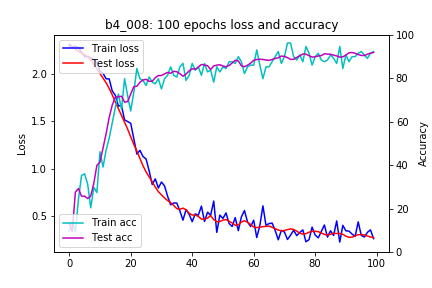 b4_008: 100 epochs loss and accuracy
Train loss
Test loss
Train acc
Test acc
Loss
2.0
1.5
1.0
0.5
Accuracy
100
80
60
40
20
0
0
20
40
60
80
100